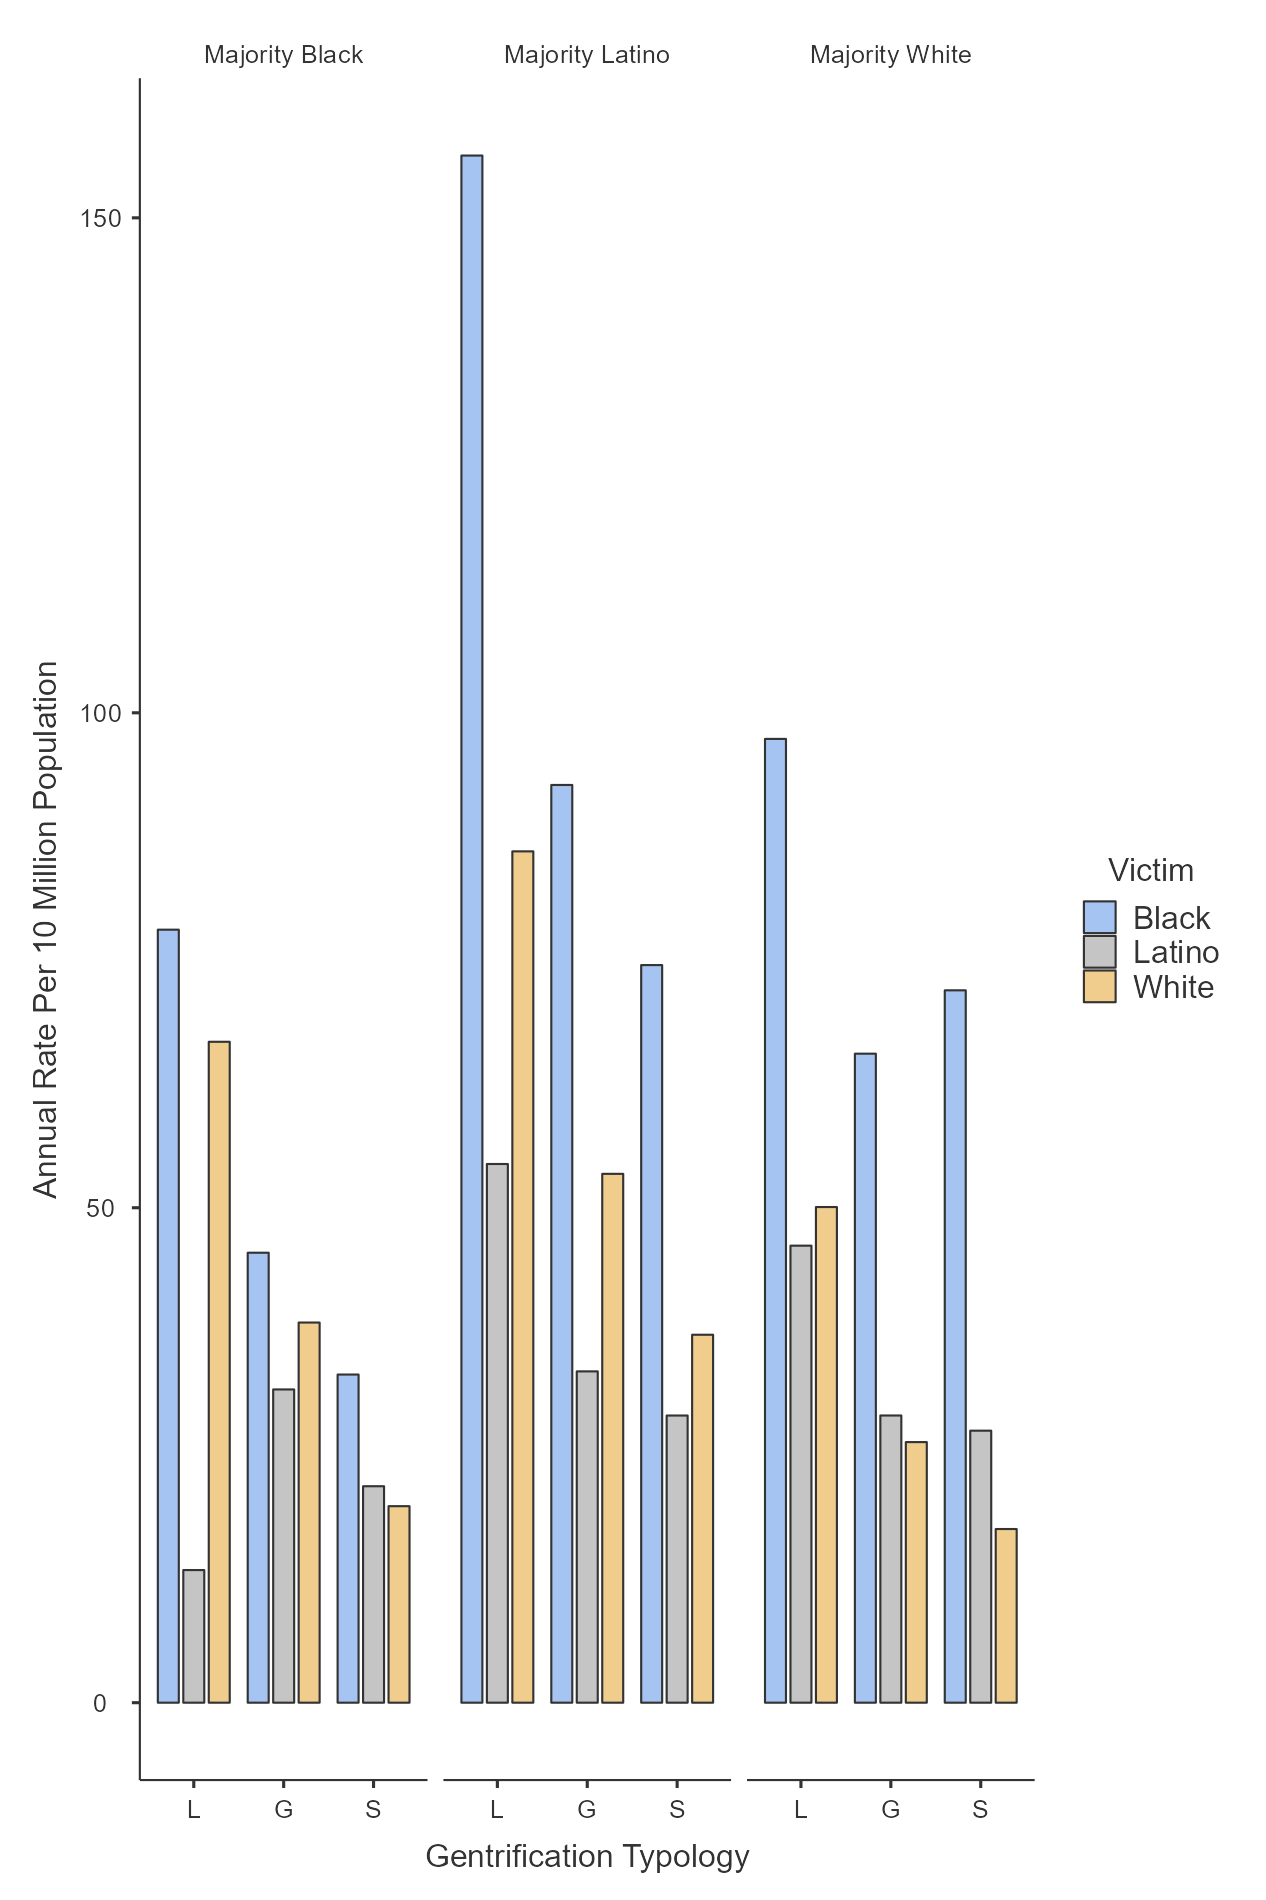 Majority Black
Majority Latino
Majority White
150
100
50
0
Annual Rate Per 10 Million Population
L G S
L G S
L G S
Gentrification Typology
Victim
Black
Latino
White